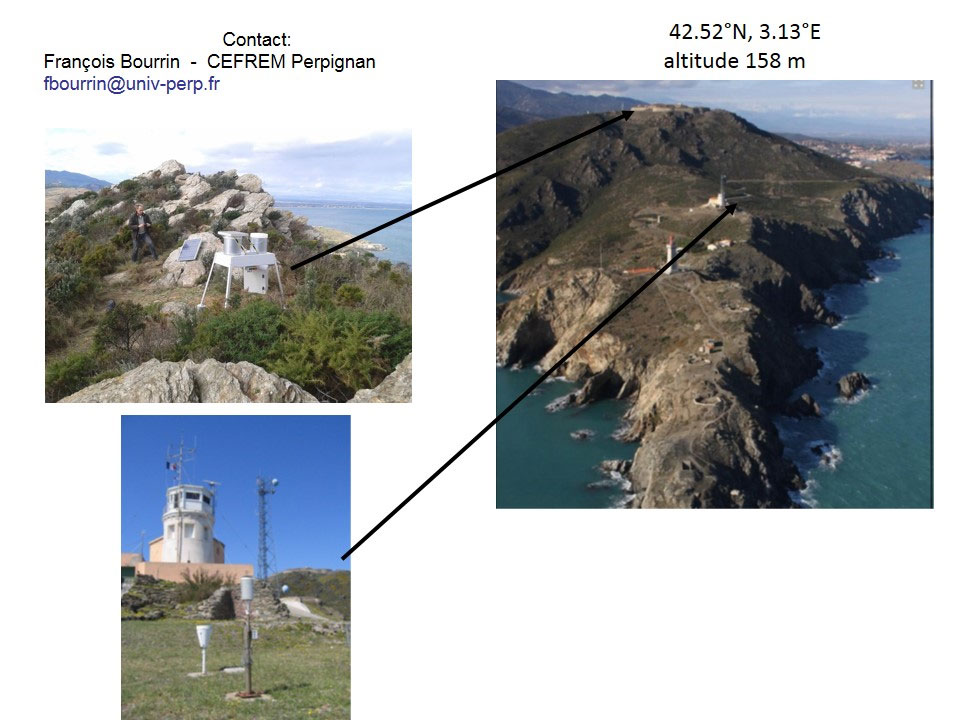 Contact:
François Bourrin - CEFREM Perpignan
fbourrin@univ-perp.fr
42.52°N, 3.13°E
altitude 158 m